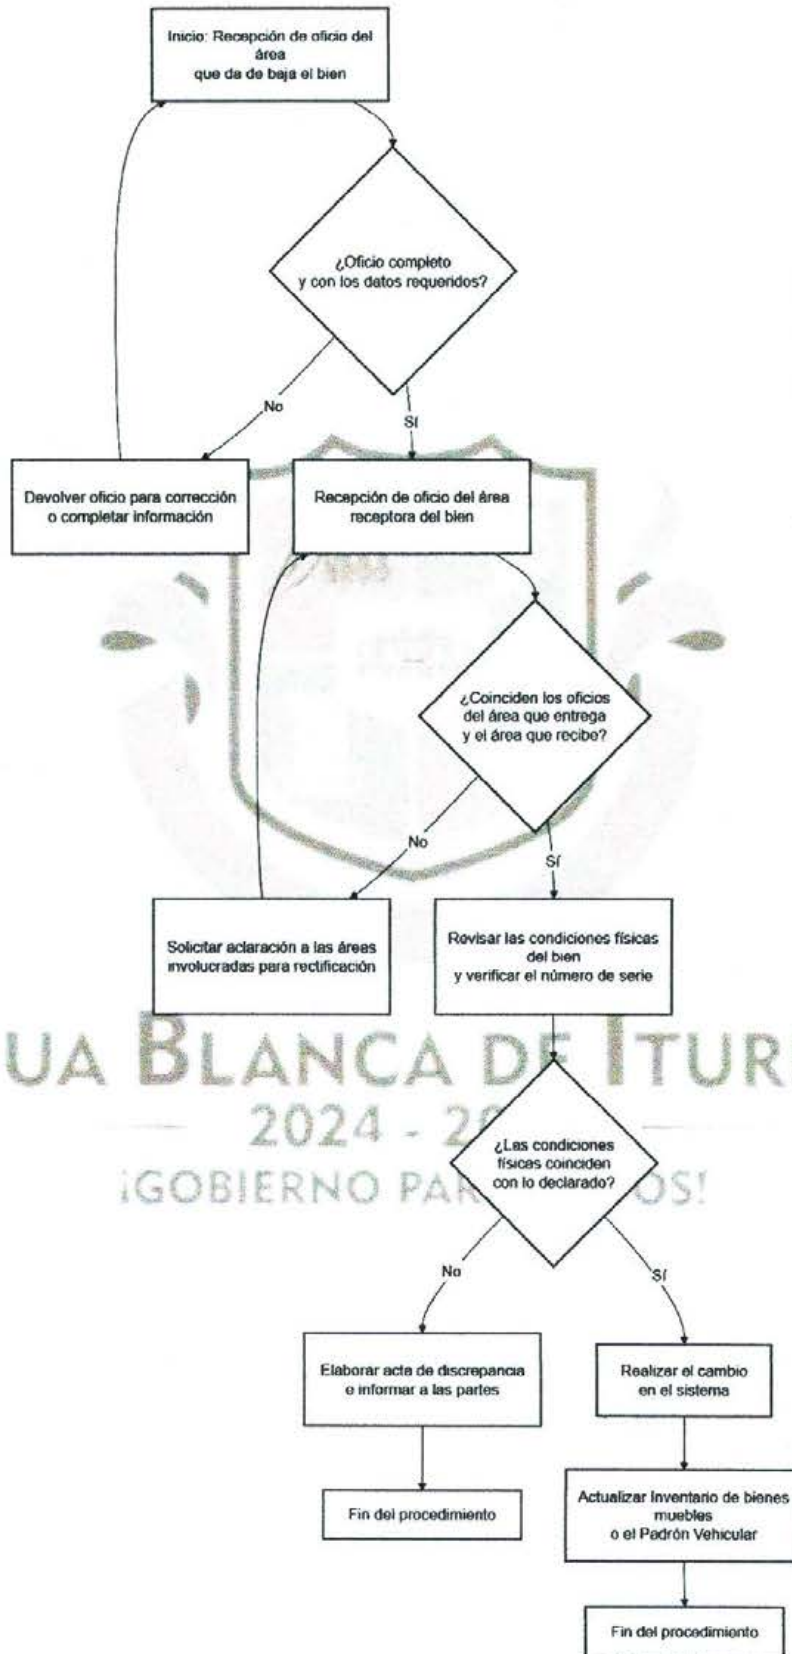 Inicio: Recepción de oficio del
área
que da de baja el bien
¿Oficio completo
y con los datos requeridos?
No
Sí
Devolver oficio para corrección
o completar información
Recepción de oficio del área
receptora del bien
¿Coinciden los oficios
del área que entrega
y el área que recibe?
No
Sí
Solicitar aclaración a las áreas
involucradas para rectificación
Revisar las condiciones físicas
del bien
y verificar el número de serie
UA BLANCA DE ITUR
2024 - 20
¿Las condiciones
físicas coinciden
con lo declarado?
¡GOBIERNO PAR OS!
No
Sí
Elaborar acta de discrepancia
e informar a las partes
Realizar el cambio
en el sistema
Fin del procedimiento
Actualizar Inventario de bienes
muebles
o el Padrón Vehicular
Fin del procedimiento